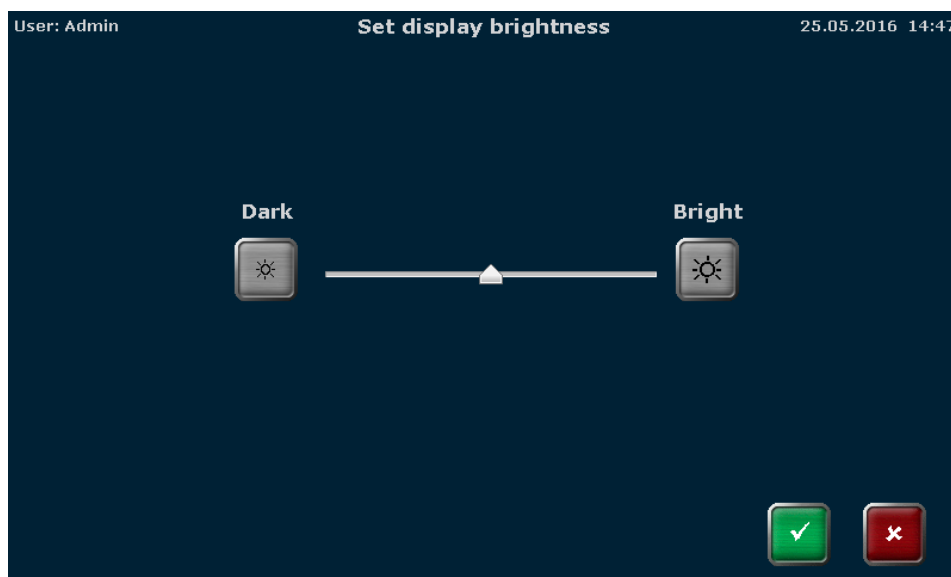 User: Admin
Set display brightness
25.05.2016 14:47
Dark
Bright